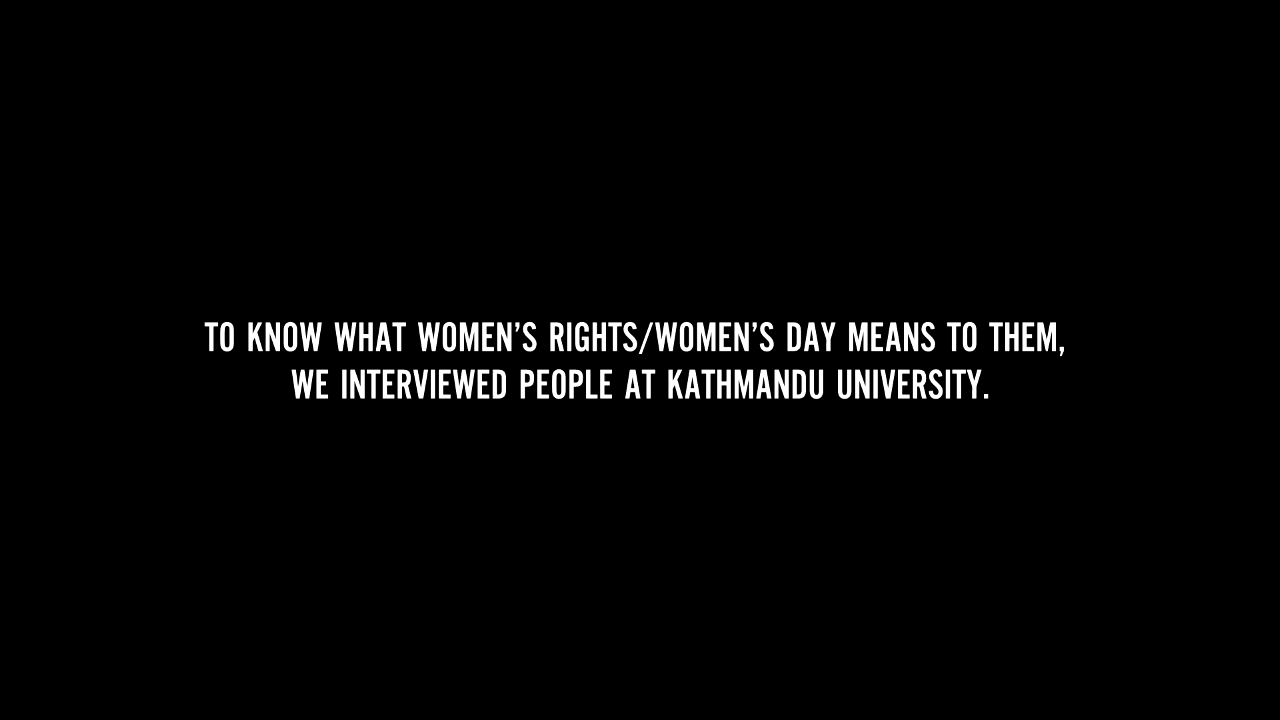 TO KNOW WHAT WOMEN’S RIGHTS/WOMEN’S DAY MEANS TO THEM,
WE INTERVIEWED PEOPLE AT KATHMANDU UNIVERSITY.